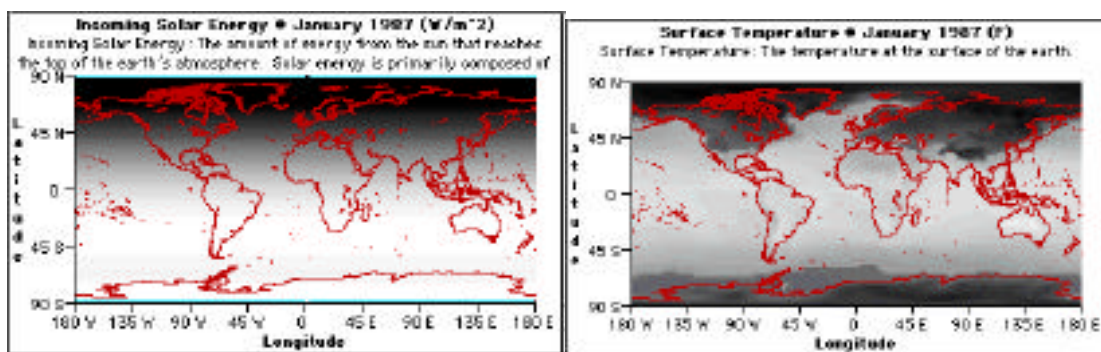 Incoming Solar Energy @ January 1987 (W/m^2)
Incoming Solar Energy : The amount of energy from the sun that reaches
the top of the earth's atmosphere. Solar energy is primarily composed of
90 N
45 N
0
45 S
90 S
Latitude
180 W 135 W 90 W 45 W 0 45 E 90 E 135 E 180 E
Longitude
Surface Temperature @ January 1987 (F)
Surface Temperature: The temperature at the surface of the earth.
90 N
45 N
0
45 S
90 S
Latitude
180 W 135 W 90 W 45 W 0 45 E 90 E 135 E 180 E
Longitude